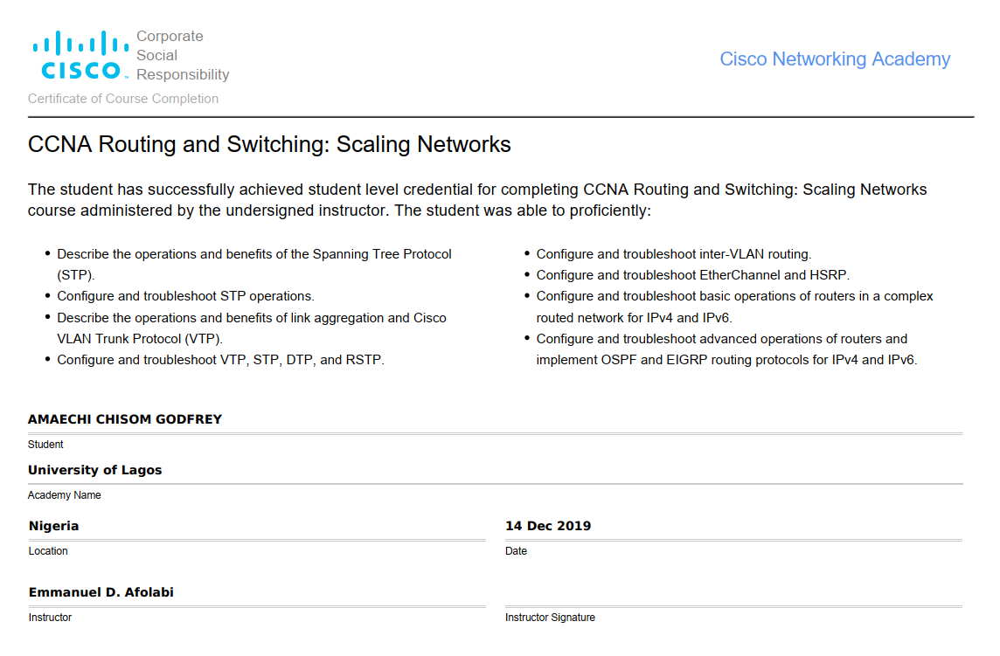 Corporate
Social
Responsibility
CISCO
Cisco Networking Academy
Certificate of Course Completion
CCNA Routing and Switching: Scaling Networks
The student has successfully achieved student level credential for completing CCNA Routing and Switching: Scaling Networks
course administered by the undersigned instructor. The student was able to proficiently:
• Describe the operations and benefits of the Spanning Tree Protocol
(STP).
• Configure and troubleshoot STP operations.
• Describe the operations and benefits of link aggregation and Cisco
VLAN Trunk Protocol (VTP).
• Configure and troubleshoot VTP, STP, DTP, and RSTP.
• Configure and troubleshoot inter-VLAN routing.
• Configure and troubleshoot EtherChannel and HSRP.
• Configure and troubleshoot basic operations of routers in a complex
routed network for IPv4 and IPv6.
• Configure and troubleshoot advanced operations of routers and
implement OSPF and EIGRP routing protocols for IPv4 and IPv6.
AMAECHI CHISOM GODFREY
Student
University of Lagos
Academy Name
Nigeria
Location
14 Dec 2019
Date
Emmanuel D. Afolabi
Instructor
Instructor Signature